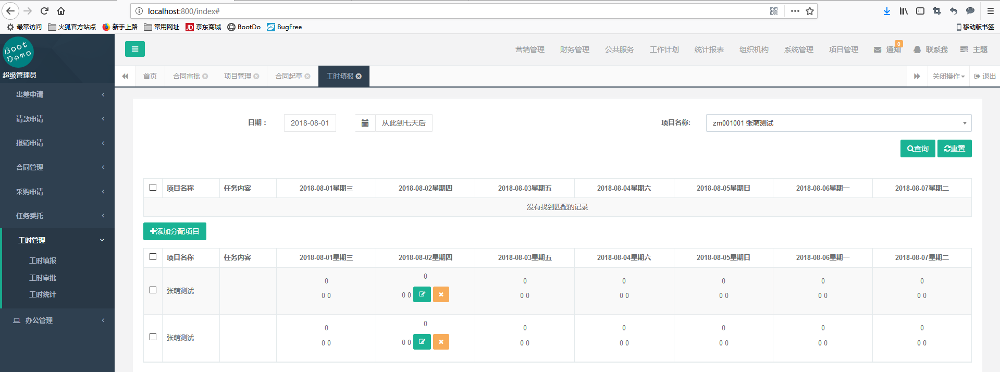 localhost:800/index#
最常访问 火狐官方站点 新手上路 常用网址 JD 京东商城 BootDo BugFree 移动版书签
Boot
Demo
超级管理员
营销管理 财务管理 公共服务 工作计划 统计报表 组织机构 系统管理 项目管理 通知 0 联系我 主题
首页 合同审批 项目管理 合同起草 工时填报 关闭操作 退出
出差申请
请款申请
报销申请
合同管理
采购申请
任务委托
工时管理
工时填报
工时审批
工时统计
办公管理
日期： 2018-08-01 从此到七天后 项目名称: zm001001 张萌测试
查询 重置
项目名称 任务内容 2018-08-01星期三 2018-08-02星期四 2018-08-03星期五 2018-08-04星期六 2018-08-05星期日 2018-08-06星期一 2018-08-07星期二
没有找到匹配的记录
添加分配项目
项目名称 任务内容 2018-08-01星期三 2018-08-02星期四 2018-08-03星期五 2018-08-04星期六 2018-08-05星期日 2018-08-06星期一 2018-08-07星期二
0 0 0 0 0 0 0
张萌测试
0 0 0 0 0 0 0 0 0 0 0 0 0 0
0 0 0 0 0 0 0
张萌测试
0 0 0 0 0 0 0 0 0 0 0 0 0 0